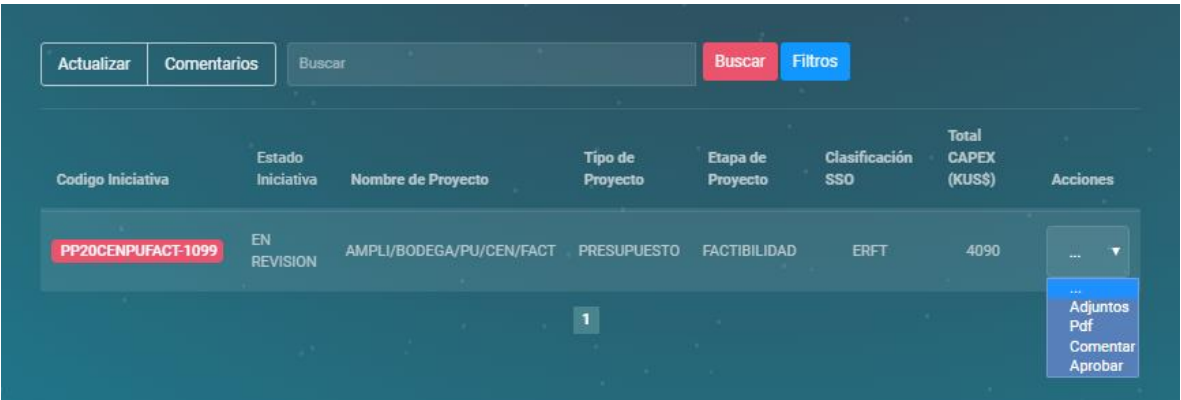 Actualizar Comentarios Buscar Buscar Filtros
Codigo Iniciativa Estado Iniciativa Nombre de Proyecto Tipo de Proyecto Etapa de Proyecto Clasificación SSO Total CAPEX (KUS$) Acciones
PP20CENPUFACT-1099 EN REVISION AMPLI/BODEGA/PU/CEN/FACT PRESUPUESTO FACTIBILIDAD ERFT 4090 ...
...
Adjuntos
Pdf
Comentar
Aprobar
1